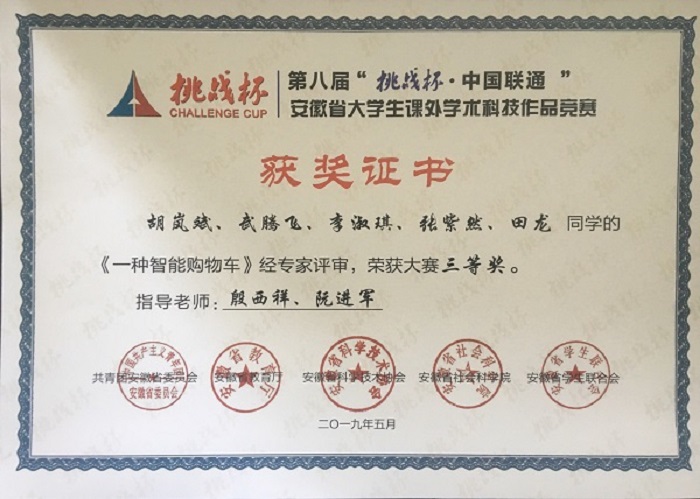 挑战杯
CHALLENGE CUP
第八届“挑战杯·中国联通”
安徽省大学生课外学术科技作品竞赛
获奖证书
胡岚斌、武腾飞、李淑琪、张紫然、田龙 同学的
《一种智能购物车》经专家评审，荣获大赛三等奖。
指导老师：殷西祥、阮进军
共青团安徽省委员会 安徽省教育厅 安徽省科学技术协会 安徽省社会科学院 安徽省学生联合会
二〇一九年五月